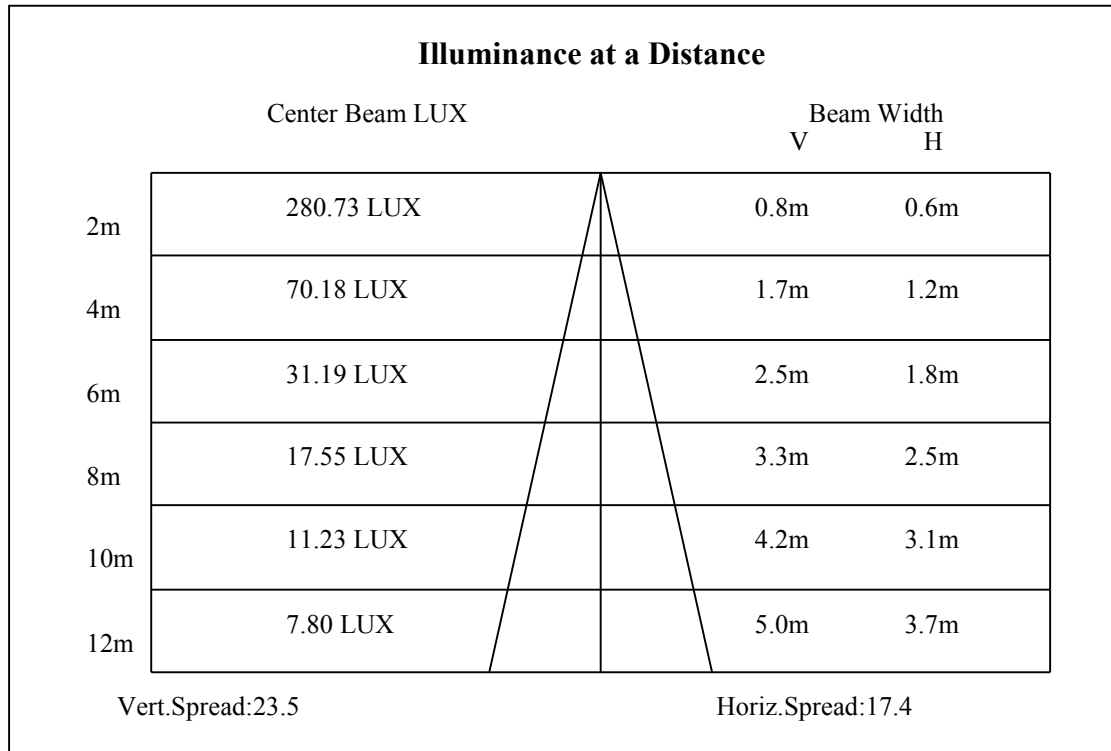 Illuminance at a Distance
Center Beam LUX Beam Width
V H
2m 280.73 LUX 0.8m 0.6m
4m 70.18 LUX 1.7m 1.2m
6m 31.19 LUX 2.5m 1.8m
8m 17.55 LUX 3.3m 2.5m
10m 11.23 LUX 4.2m 3.1m
12m 7.80 LUX 5.0m 3.7m
Vert.Spread:23.5 Horiz.Spread:17.4